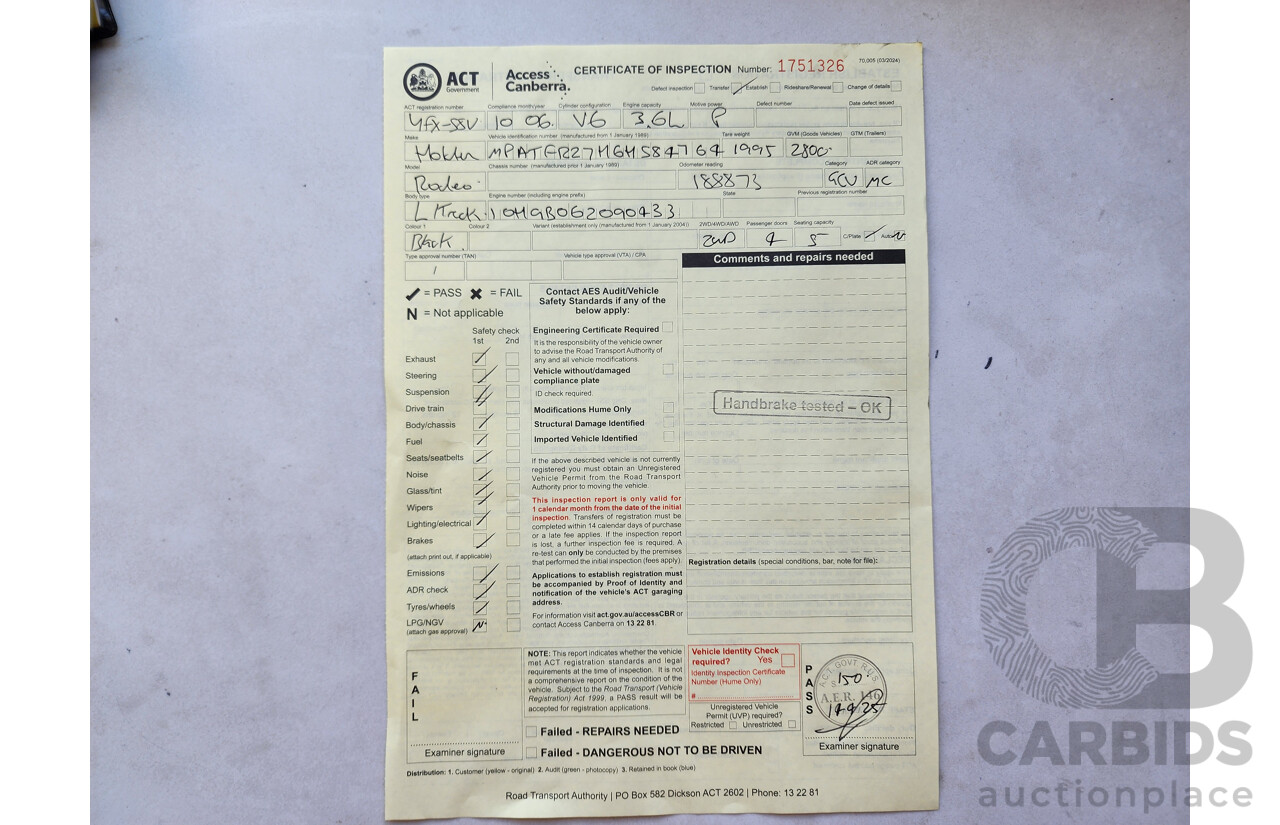 ACT
Government
Access
Canberra.
CERTIFICATE OF INSPECTION Number: 1751326
70,005 (03/2024)
Defect inspection Transfer Establish Rideshare/Renewal Change of details
ACT registration number Compliance month/year Cylinder configuration Engine capacity Motive power Defect number Date defect issued
10 06. V6 3.6L P
Make Vehicle identification number (manufactured from 1 January 1989) Tare weight GVM (Goods Vehicles) GTM (Trailers)
1995 2800.
Model Chassis number (manufactured prior 1 January 1989) Odometer reading Category ADR category
Rodeo 188873 GCV MC
Body type Engine number (including engine prefix) State Previous registration number
10H9B062090433
Colour 1 Colour 2 Variant (establishment only (manufactured from 1 January 2004)) 2WD/4WD/AWD Passenger doors Seating capacity
Black. 2WD 4 5 C/Plate Auto N
Type approval number (TAN) Vehicle type approval (VTA) / CPA
/
Comments and repairs needed
= PASS = FAIL
N = Not applicable
Safety check
1st 2nd
Exhaust
Steering
Suspension
Drive train
Body/chassis
Fuel
Seats/seatbelts
Noise
Glass/tint
Wipers
Lighting/electrical
Brakes
(attach print out, if applicable)
Emissions
ADR check
Tyres/wheels
LPG/NGV N
(attach gas approval)
Contact AES Audit/Vehicle
Safety Standards if any of the
below apply:
Engineering Certificate Required
It is the responsibility of the vehicle owner
to advise the Road Transport Authority of
any and all vehicle modifications.
Vehicle without/damaged
compliance plate
ID check required.
Modifications Hume Only
Structural Damage Identified
Imported Vehicle Identified
If the above described vehicle is not currently
registered you must obtain an Unregistered
Vehicle Permit from the Road Transport
Authority prior to moving the vehicle.
This inspection report is only valid for
1 calendar month from the date of the initial
inspection. Transfers of registration must be
completed within 14 calendar days of purchase
or a late fee applies. If the inspection report
is lost, a further inspection fee is required. A
re-test can only be conducted by the premises
that performed the initial inspection (fees apply).
Applications to establish registration must
be accompanied by Proof of Identity and
notification of the vehicle's ACT garaging
address.
For information visit act.gov.au/accessCBR or
contact Access Canberra on 13 22 81.
Handbrake tested – OK
Registration details (special conditions, bar, note for file):
FAIL
Examiner signature
NOTE: This report indicates whether the vehicle
met ACT registration standards and legal
requirements at the time of inspection. It is not
a comprehensive report on the condition of the
vehicle. Subject to the Road Transport (Vehicle
Registration) Act 1999, a PASS result will be
accepted for registration applications.
Failed - REPAIRS NEEDED
Failed - DANGEROUS NOT TO BE DRIVEN
Vehicle Identity Check
required? Yes
Identity Inspection Certificate
Number (Hume Only)
#
Unregistered Vehicle
Permit (UVP) required?
Restricted Unrestricted
PASS
150
A.E.R. 146
Examiner signature
Distribution: 1. Customer (yellow - original) 2. Audit (green - photocopy) 3. Retained in book (blue)
Road Transport Authority | PO Box 582 Dickson ACT 2602 | Phone: 13 22 81
CARBIDS
auctionplace